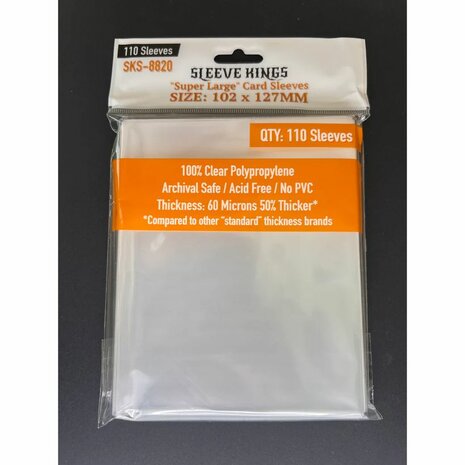 110 Sleeves
SKS-8820
SLEEVE KINGS
"Super Large" Card Sleeves
SIZE: 102 x 127MM
QTY: 110 Sleeves
100% Clear Polypropylene
Archival Safe / Acid Free / No PVC
Thickness: 60 Microns 50% Thicker*
*Compared to other "standard" thickness brands